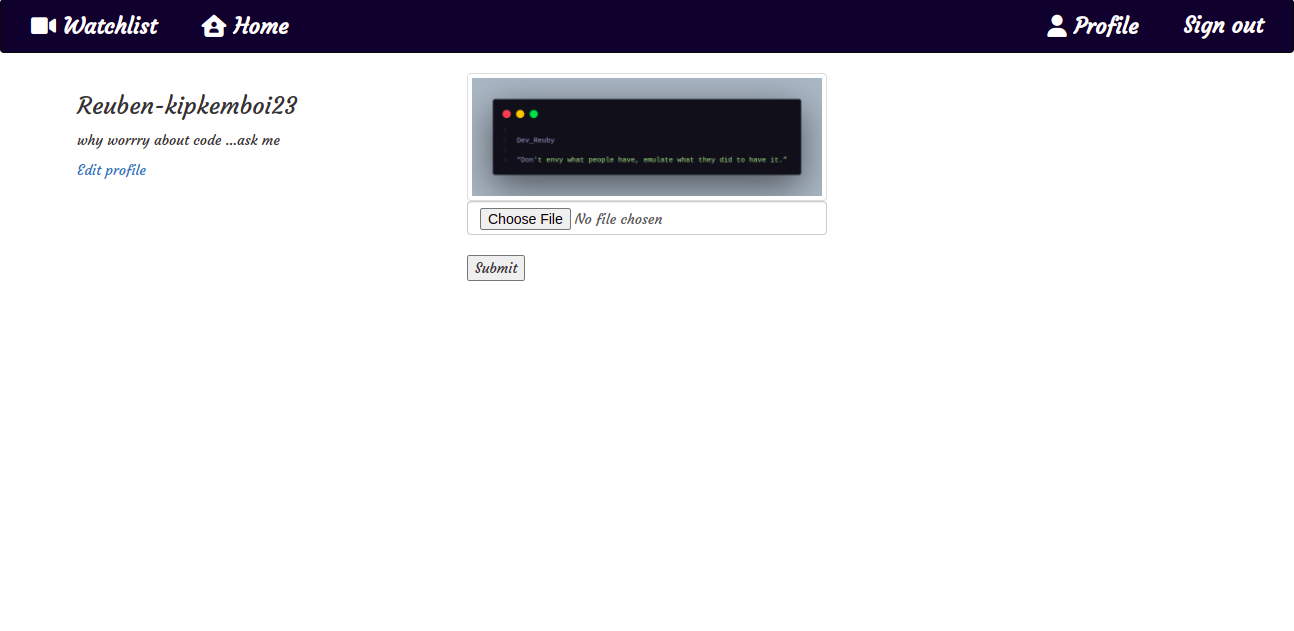 Watchlist Home Profile Sign out
Reuben-kipkemboi23
why worrry about code ...ask me
Edit profile
Dev_Reuby
"Don't envy what people have, emulate what they did to have it."
Choose File No file chosen
Submit